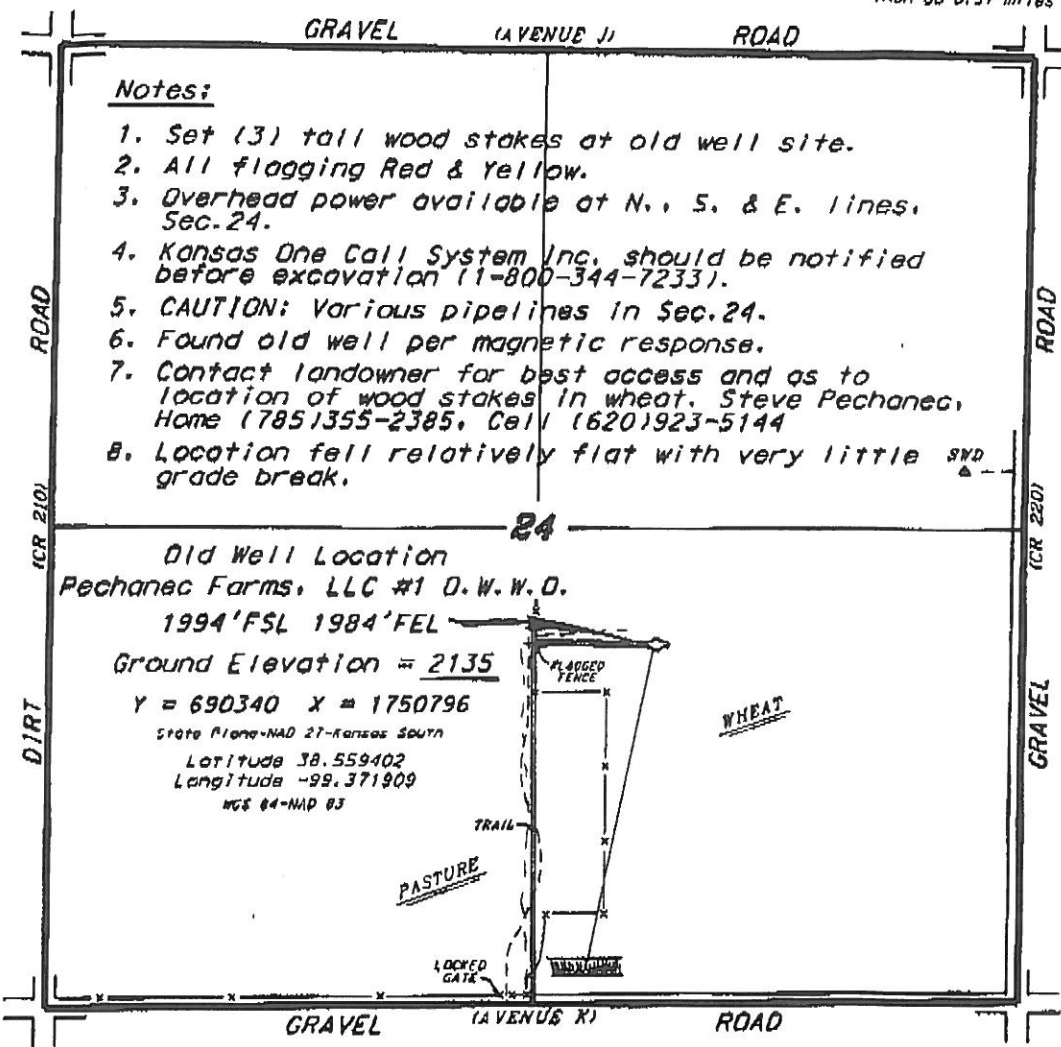 GRAVEL (AVENUE J) ROAD
Notes:
1. Set (3) tall wood stakes at old well site.
2. All flagging Red & Yellow.
3. Overhead power available at N., S. & E. lines,
Sec.24.
4. Kansas One Call System Inc. should be notified
before excavation (1-800-344-7233).
5. CAUTION: Various pipelines in Sec.24.
6. Found old well per magnetic response.
7. Contact landowner for best access and as to
location of wood stakes in wheat. Steve Pechanec,
Home (785)355-2385, Cell (620)923-5144
8. Location fell relatively flat with very little
grade break.
SWD
ROAD
(CR 210)
DIRT
ROAD
(CR 220)
GRAVEL
24
Old Well Location
Pechanec Farms, LLC #1 O.W.W.O.
1994'FSL 1984'FEL
Ground Elevation = 2135
Y = 690340 X = 1750796
State Plane-NAD 27-Kansas South
Latitude 38.559402
Longitude -99.371909
WGS 84-NAD 83
FLAGGED
FENCE
WHEAT
TRAIL
PASTURE
LOCKED
GATE
GRAVEL (AVENUE K) ROAD